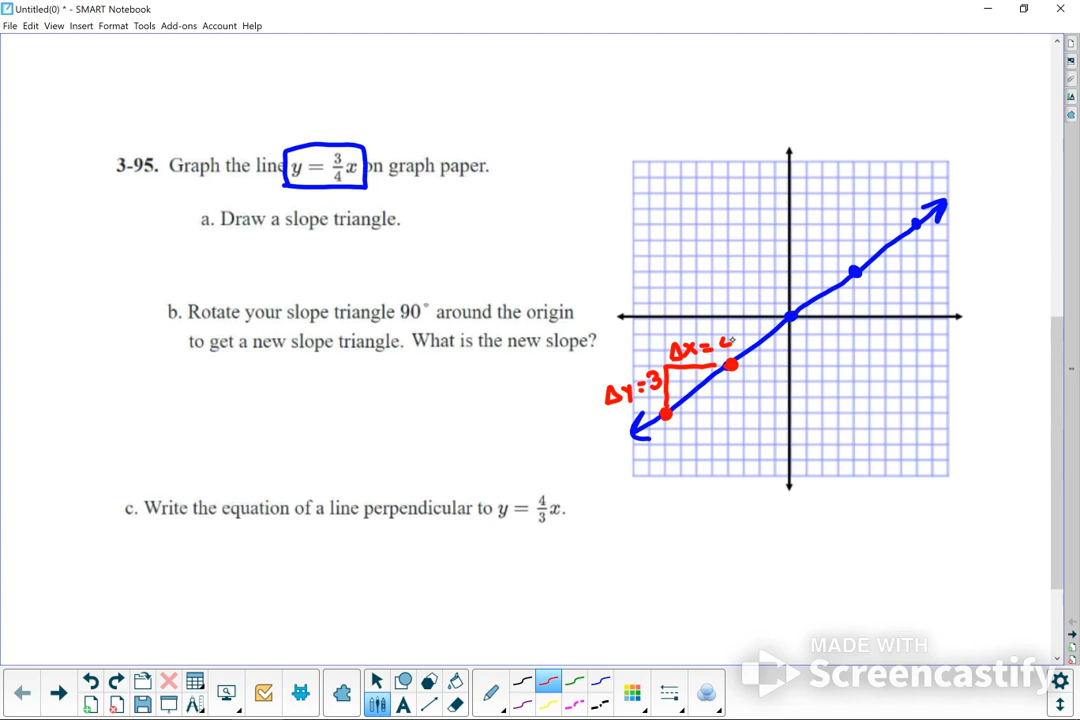 Untitled(0) * - SMART Notebook
File Edit View Insert Format Tools Add-ons Account Help
3-95. Graph the line y = 3/4 x on graph paper.
a. Draw a slope triangle.
b. Rotate your slope triangle 90° around the origin
to get a new slope triangle. What is the new slope?
Δx =
Δy = 3
c. Write the equation of a line perpendicular to y = 4/3 x.
MADE WITH
Screencastify
A